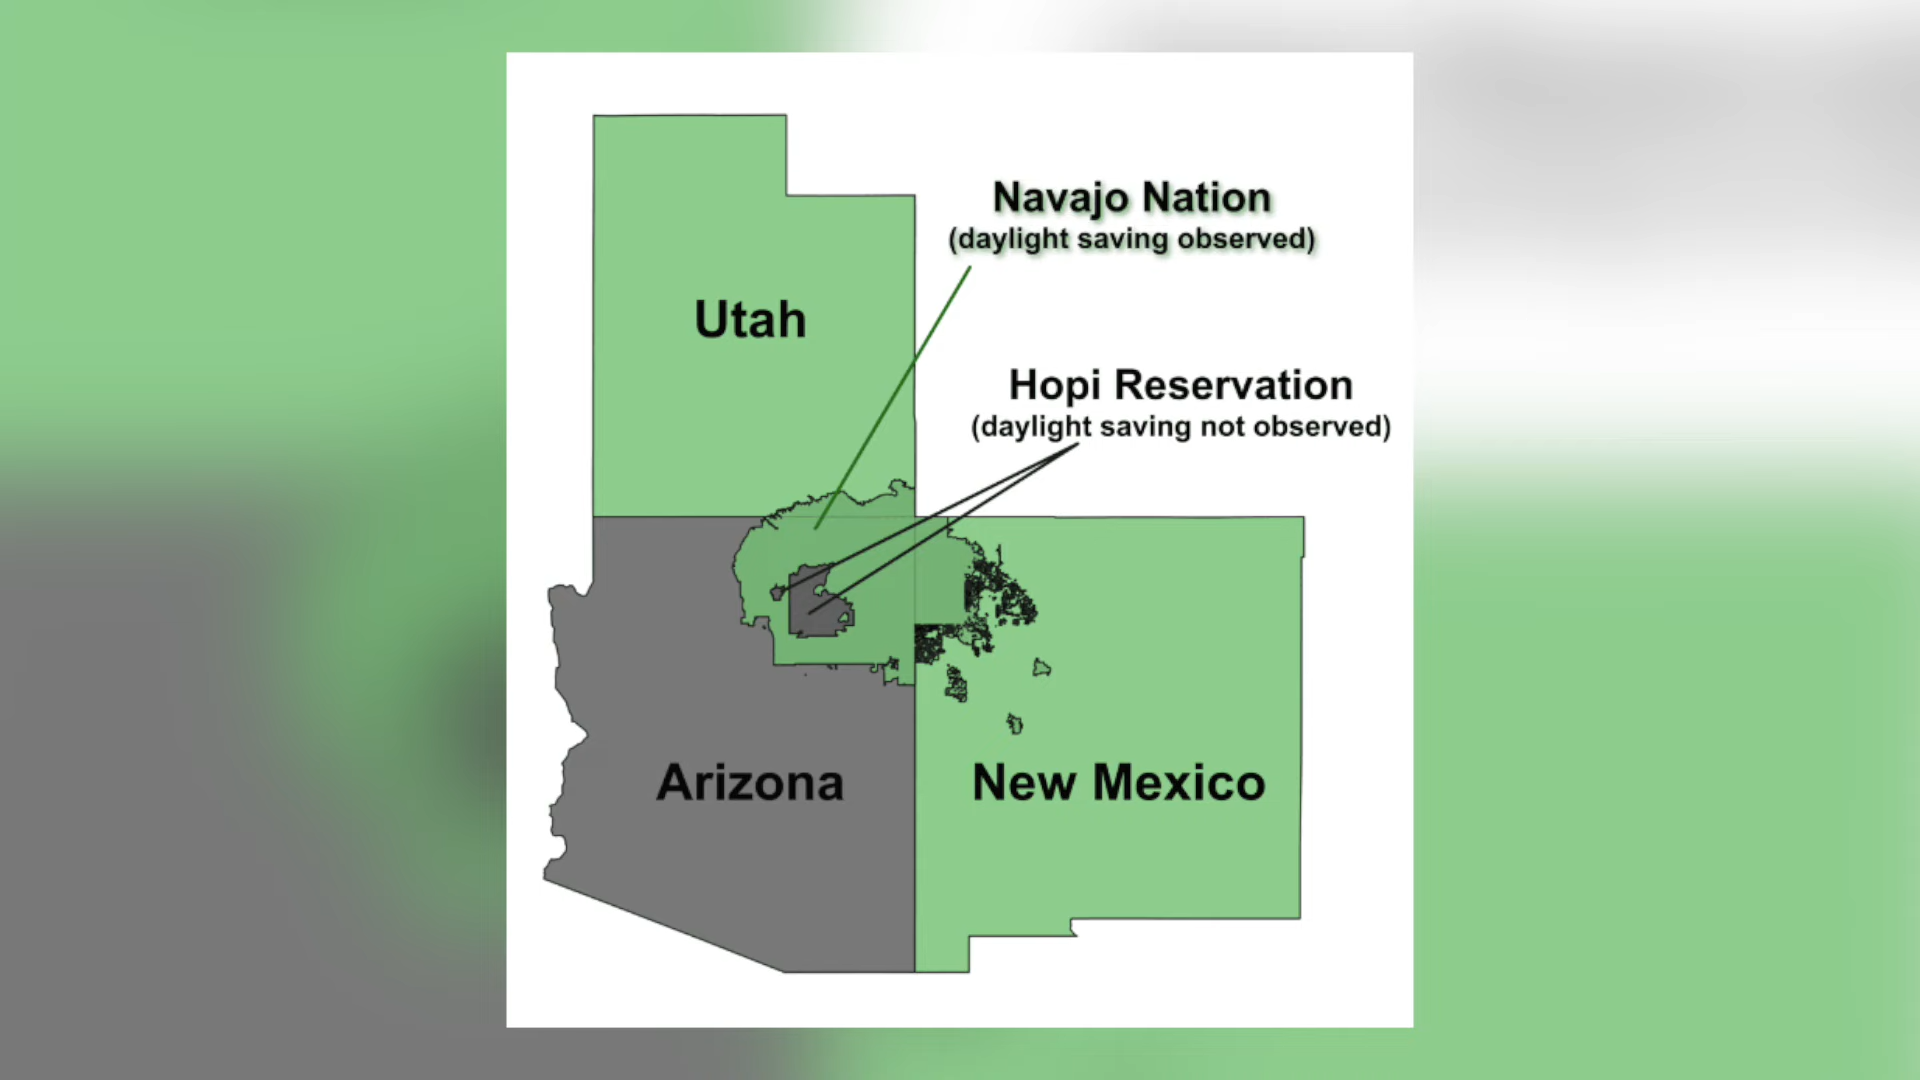 Navajo Nation
(daylight saving observed)
Utah
Hopi Reservation
(daylight saving not observed)
Arizona
New Mexico